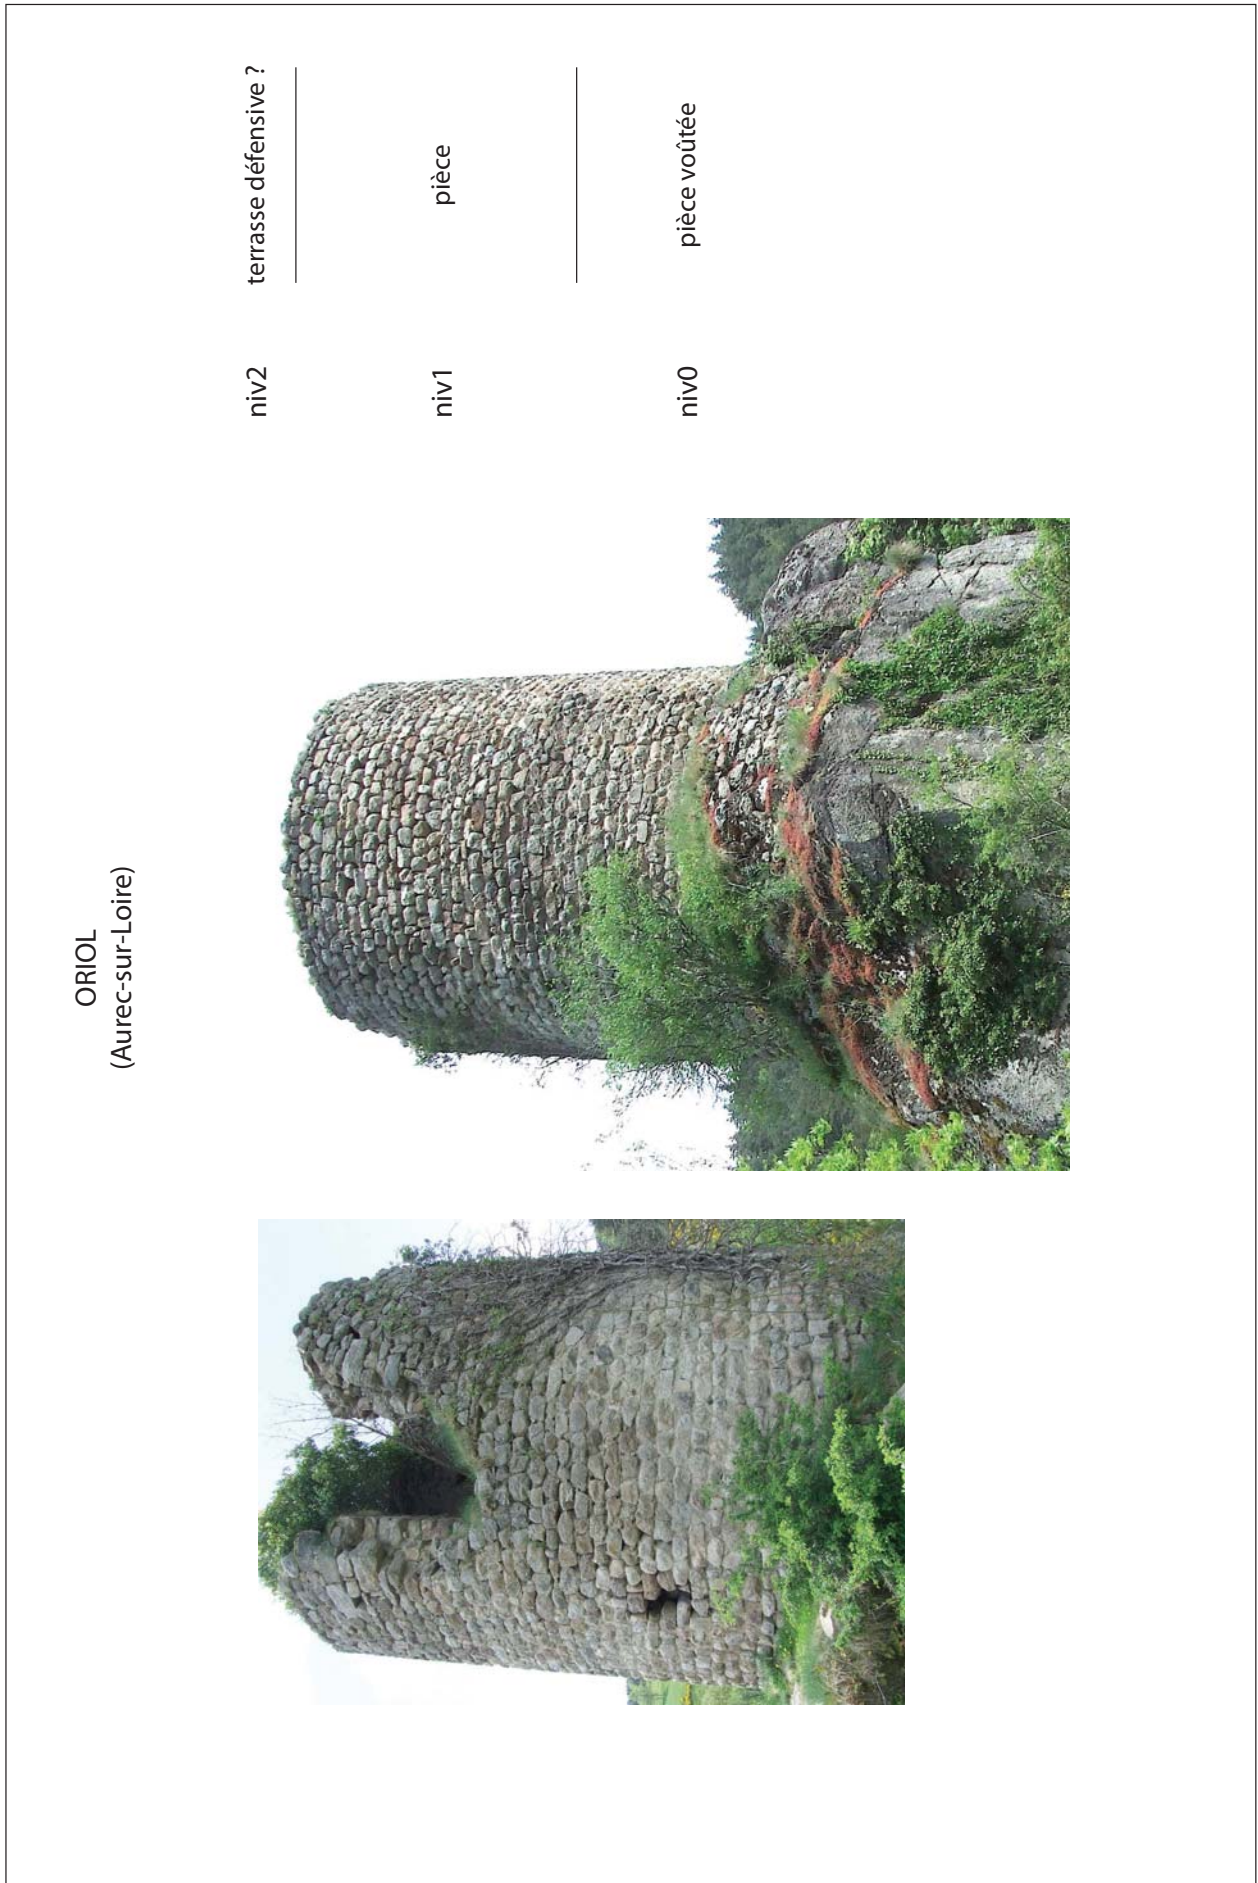 ORIOL
(Aurec-sur-Loire)
niv2
terrasse défensive ?
niv1
pièce
niv0
pièce voûtée